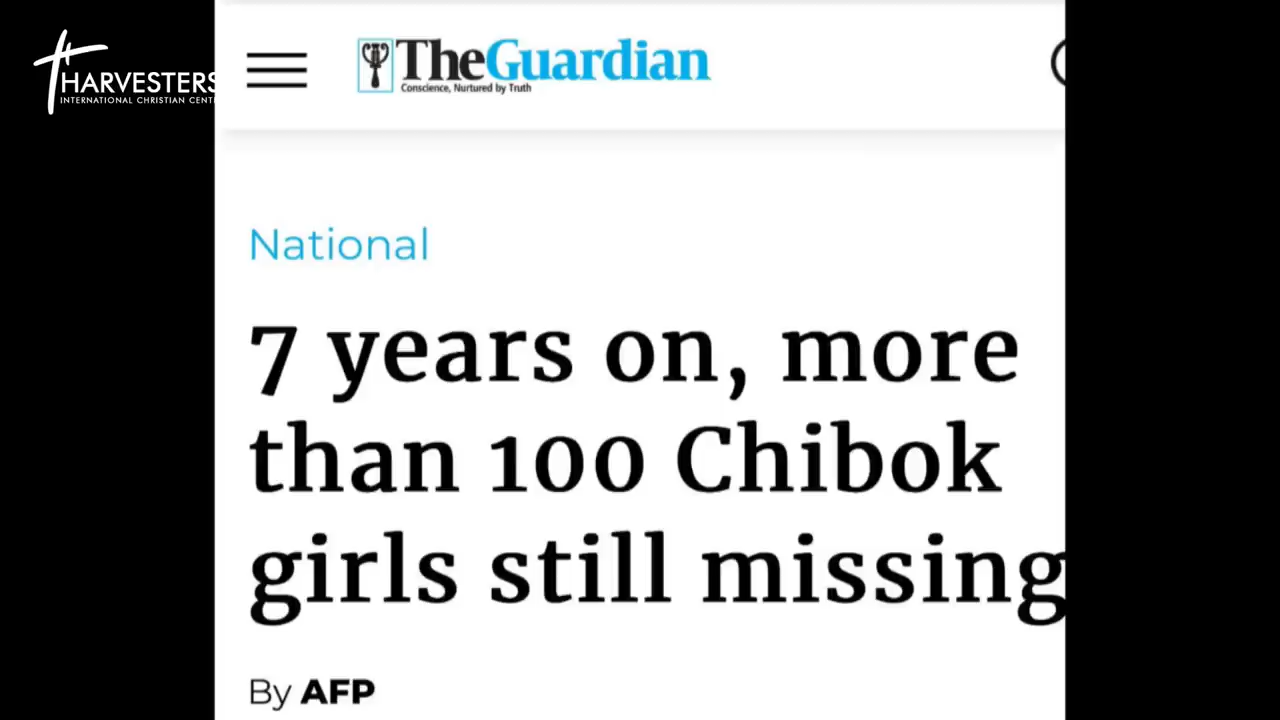 HARVESTERS
INTERNATIONAL CHRISTIAN CENT
TheGuardian
Conscience, Nurtured by Truth
National
7 years on, more
than 100 Chibok
girls still missing
By AFP